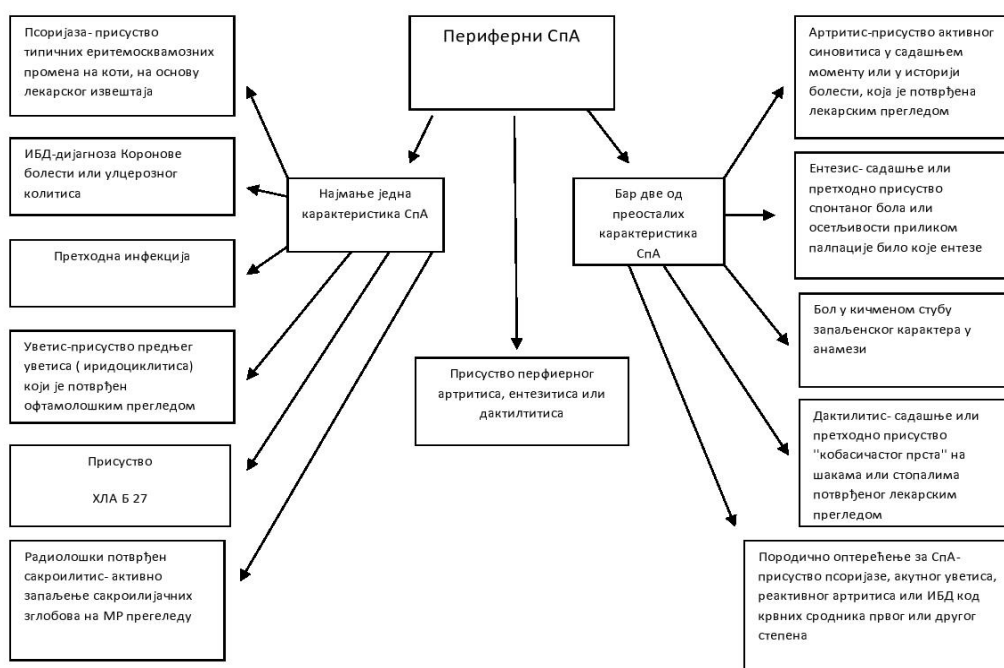 Периферни СпА
Псоријаза- присуство
типичних еритемосквамозних
промена на коти, на основу
лекарског извештаја
ИБД-дијагноза Коронове
болести или улцерозног
колитиса
Претходна инфекција
Уветис-присуство предњег
уветиса ( иридоциклитиса)
који је потврђен
офтамолошким прегледом
Присуство
ХЛА Б 27
Радиолошки потврђен
сакроилитис- активно
запаљење сакроилијачних
зглобова на МР прегеледу
Најмање једна
карактеристика СпА
Присуство перфиерног
артритиса, ентезитиса или
дактилтитиса
Бар две од
преосталих
карактеристика
СпА
Артритис-присуство активног
синовитиса у садашњем
моменту или у историји
болести, која је потврђена
лекарским прегледом
Ентезис- садашње или
претходно присуство
спонтаног бола или
осетљивости приликом
палпације било које ентезе
Бол у кичменом стубу
запаљенског карактера у
анамези
Дактилитис- садашње или
претходно присуство
"кобасичастог прста" на
шакама или стопалима
потврђеног лекарским
прегледом
Породично оптерећење за СпА-
присуство псоријазе, акутног уветиса,
реактивног артритиса или ИБД код
крвних сродника првог или другог
степена